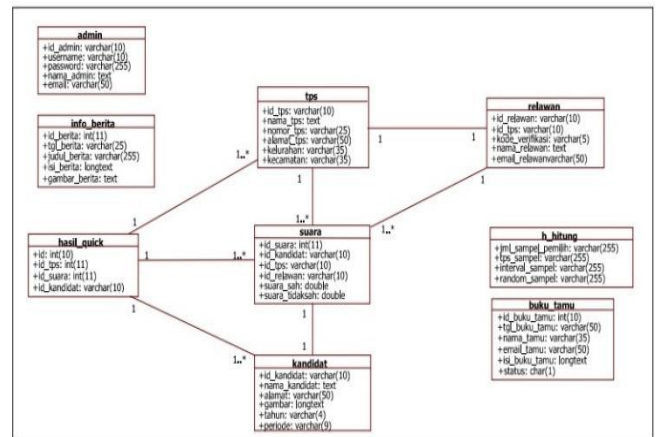 admin
+id_admin: varchar(10)
+username: varchar(10)
+password: varchar(255)
+nama_admin: text
+email: varchar(50)
info_berita
+id_berita: int(11)
+tgl_berita: varchar(25)
+judul_berita: varchar(255)
+isi_berita: longtext
+gambar_berita: text
tps
+id_tps: varchar(10)
+nama_tps: text
+nomor_tps: varchar(25)
+alamat_tps: varchar(50)
+kelurahan: varchar(35)
+kecamatan: varchar(35)
relawan
+id_relawan: varchar(10)
+id_tps: varchar(10)
+kode_verifikasi: varchar(5)
+nama_relawan: text
+email_relawanvarchar(50)
1..*
1
1
1
1
1
1..*
1..*
hasil_quick
+id: int(10)
+id_tps: int(11)
+id_suara: int(11)
+id_kandidat: varchar(10)
1
1..*
suara
+id_suara: int(11)
+id_kandidat: varchar(10)
+id_tps: varchar(10)
+id_relawan: varchar(10)
+suara_sah: double
+suara_tidaksah: double
h_hitung
+jml_sampel_pemilih: varchar(255)
+tps_sampel: varchar(255)
+interval_sampel: varchar(255)
+random_sampel: varchar(255)
1
1
1
1..*
kandidat
+id_kandidat: varchar(10)
+nama_kandidat: text
+alamat: varchar(50)
+gambar: longtext
+tahun: varchar(4)
+periode: varchar(9)
buku_tamu
+id_buku_tamu: int(10)
+tgl_buku_tamu: varchar(50)
+nama_tamu: varchar(35)
+email_tamu: varchar(50)
+isi_buku_tamu: longtext
+status: char(1)